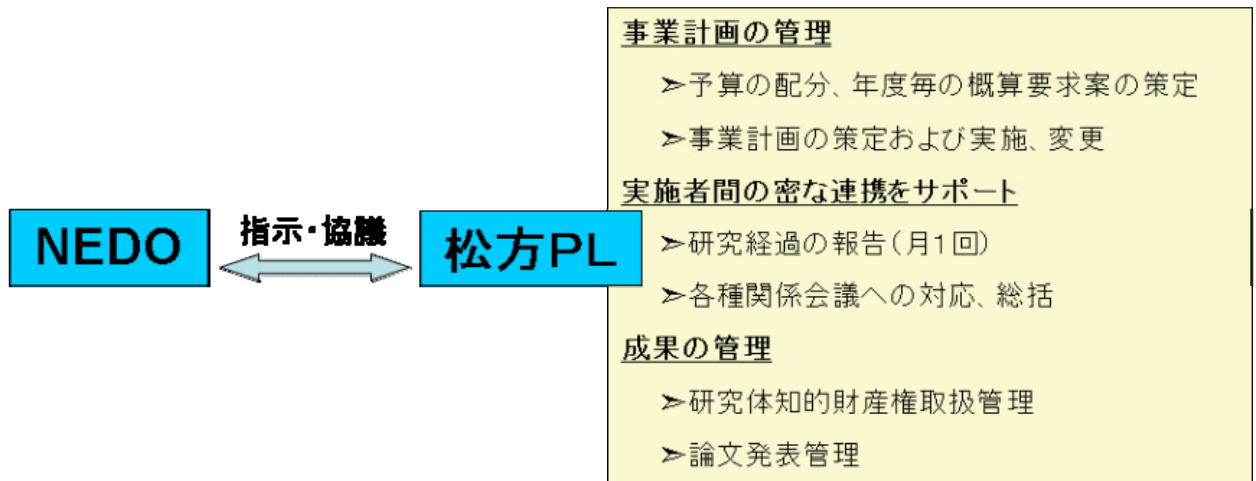 事業計画の管理
➢予算の配分、年度毎の概算要求案の策定
➢事業計画の策定および実施、変更
実施者間の密な連携をサポート
NEDO
指示・協議
松方PL
➢研究経過の報告(月1回)
➢各種関係会議への対応、総括
成果の管理
➢研究体知的財産権取扱管理
➢論文発表管理